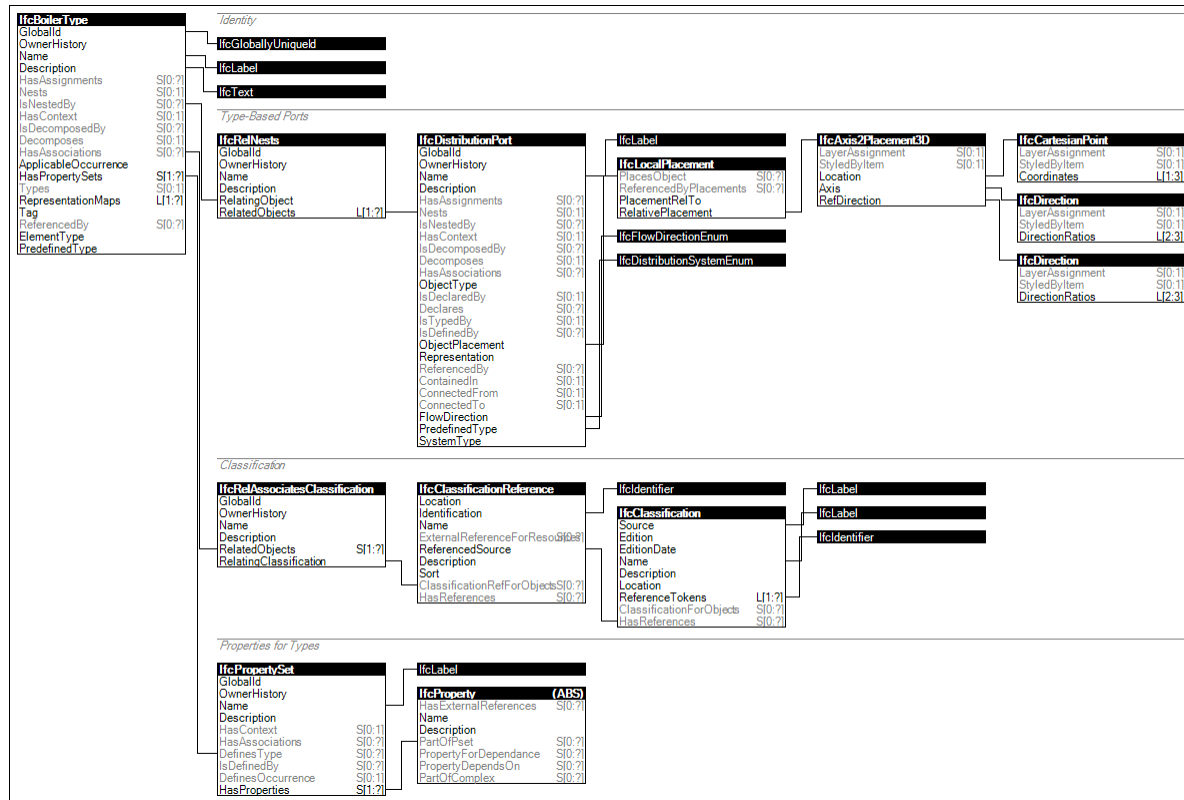 IfcBoilerType
GlobalId
OwnerHistory
Name
Description
HasAssignments S[0:?]
Nests S[0:1]
IsNestedBy S[0:?]
HasContext S[0:1]
IsDecomposedBy S[0:?]
Decomposes S[0:1]
HasAssociations S[0:?]
ApplicableOccurrence
HasPropertySets S[1:?]
Types S[0:1]
RepresentationMaps L[1:?]
Tag
ReferencedBy S[0:?]
ElementType
PredefinedType
Identity
IfcGloballyUniqueId
IfcLabel
IfcText
Type-Based Ports
IfcRelNests
GlobalId
OwnerHistory
Name
Description
RelatingObject
RelatedObjects L[1:?]
IfcDistributionPort
GlobalId
OwnerHistory
Name
Description
HasAssignments S[0:?]
Nests S[0:1]
IsNestedBy S[0:?]
HasContext S[0:1]
IsDecomposedBy S[0:?]
Decomposes S[0:1]
HasAssociations S[0:?]
ObjectType
IsDeclaredBy S[0:1]
Declares S[0:?]
IsTypedBy S[0:1]
IsDefinedBy S[0:?]
ObjectPlacement
Representation
ReferencedBy S[0:?]
ContainedIn S[0:1]
ConnectedFrom S[0:1]
ConnectedTo S[0:1]
FlowDirection
PredefinedType
SystemType
IfcLabel
IfcLocalPlacement
PlacesObject S[0:?]
ReferencedByPlacements S[0:?]
PlacementRelTo
RelativePlacement
IfcFlowDirectionEnum
IfcDistributionSystemEnum
IfcAxis2Placement3D
LayerAssignment S[0:1]
StyledByItem S[0:1]
Location
Axis
RefDirection
IfcCartesianPoint
LayerAssignment S[0:1]
StyledByItem S[0:1]
Coordinates L[1:3]
IfcDirection
LayerAssignment S[0:1]
StyledByItem S[0:1]
DirectionRatios L[2:3]
IfcDirection
LayerAssignment S[0:1]
StyledByItem S[0:1]
DirectionRatios L[2:3]
Classification
IfcRelAssociatesClassification
GlobalId
OwnerHistory
Name
Description
RelatedObjects S[1:?]
RelatingClassification
IfcClassificationReference
Location
Identification
Name
ExternalReferenceForResources S[0:?]
ReferencedSource
Description
Sort
ClassificationRefForObjects S[0:?]
HasReferences S[0:?]
IfcIdentifier
IfcClassification
Source
Edition
EditionDate
Name
Description
Location
ReferenceTokens L[1:?]
ClassificationForObjects S[0:?]
HasReferences S[0:?]
IfcLabel
IfcLabel
IfcIdentifier
Properties for Types
IfcPropertySet
GlobalId
OwnerHistory
Name
Description
HasContext S[0:1]
HasAssociations S[0:?]
DefinesType S[0:?]
IsDefinedBy S[0:?]
DefinesOccurrence S[0:1]
HasProperties S[1:?]
IfcLabel
IfcProperty (ABS)
HasExternalReferences S[0:?]
Name
Description
PartOfPset S[0:?]
PropertyForDependance S[0:?]
PropertyDependsOn S[0:?]
PartOfComplex S[0:?]